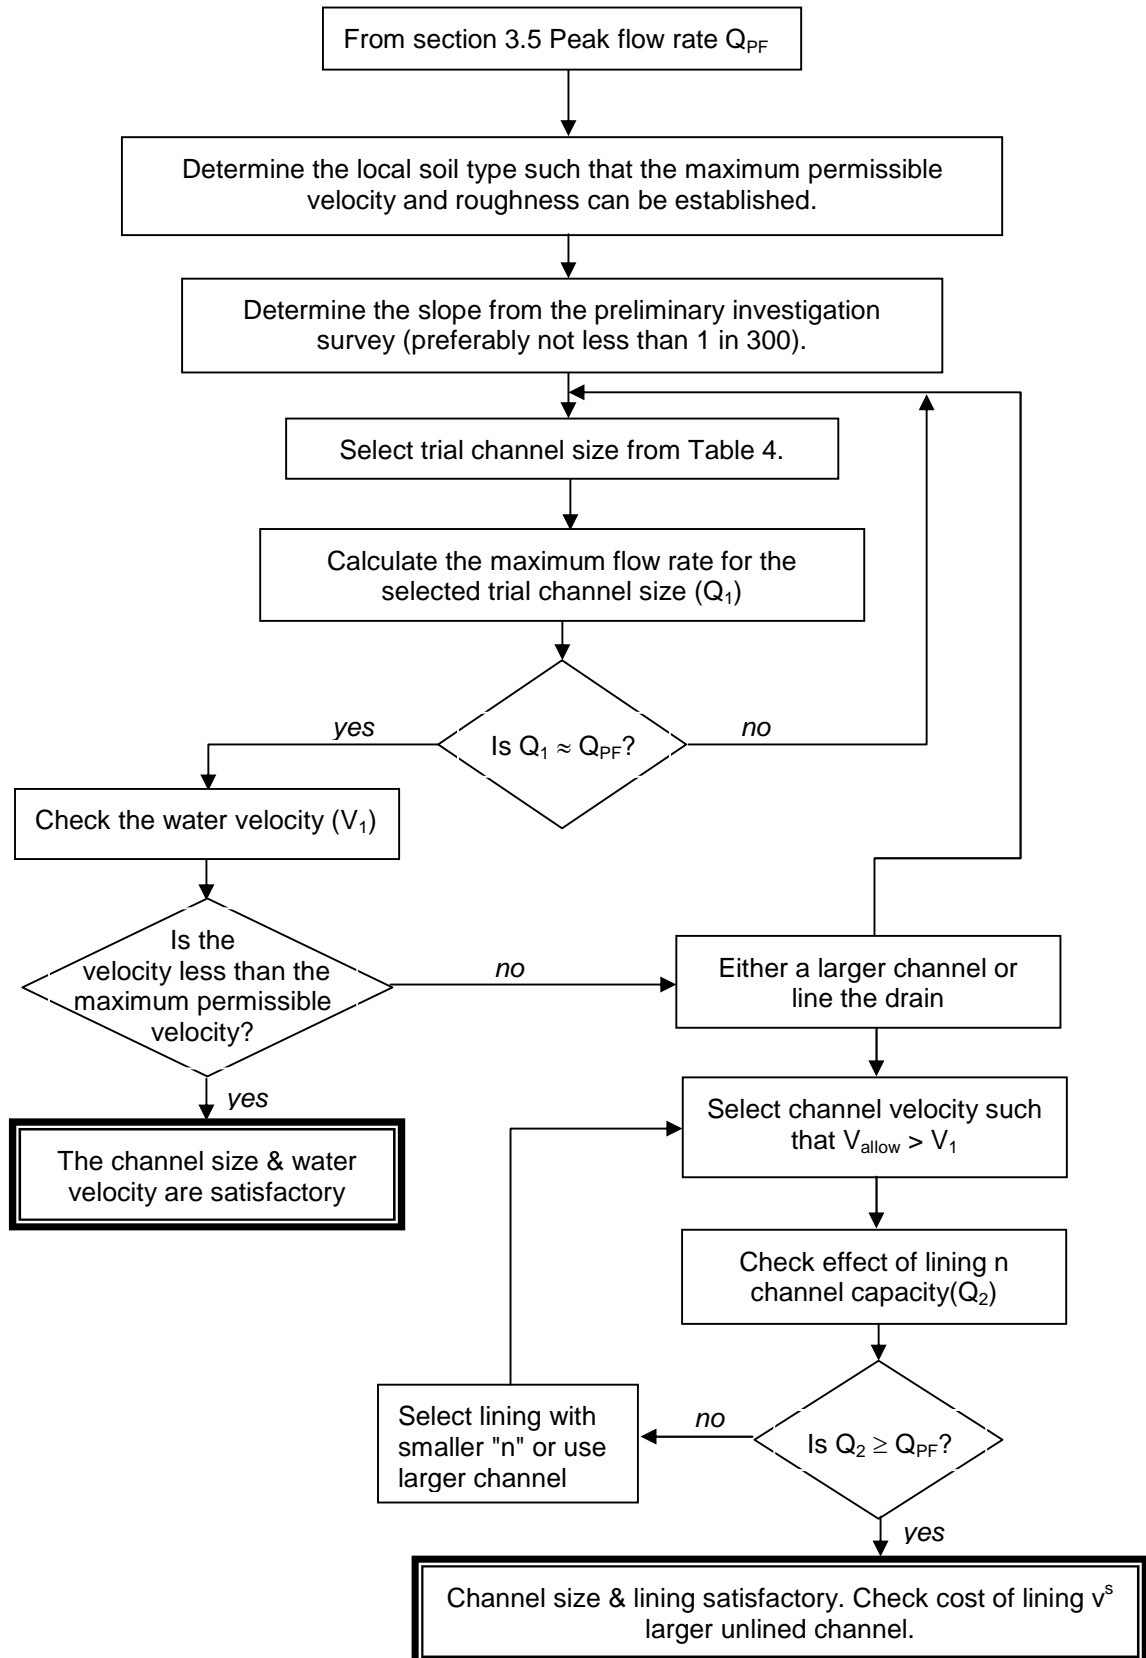 From section 3.5 Peak flow rate Q_PF
Determine the local soil type such that the maximum permissible
velocity and roughness can be established.
Determine the slope from the preliminary investigation
survey (preferably not less than 1 in 300).
Select trial channel size from Table 4.
Calculate the maximum flow rate for the
selected trial channel size (Q₁)
yes
no
Is Q₁ ≈ Q_PF?
Check the water velocity (V₁)
Is the
velocity less than the
maximum permissible
velocity?
no
Either a larger channel or
line the drain
yes
The channel size & water
velocity are satisfactory
Select channel velocity such
that V_allow > V₁
Check effect of lining n
channel capacity(Q₂)
Select lining with
smaller "n" or use
larger channel
no
Is Q₂ ≥ Q_PF?
yes
Channel size & lining satisfactory. Check cost of lining vˢ
larger unlined channel.